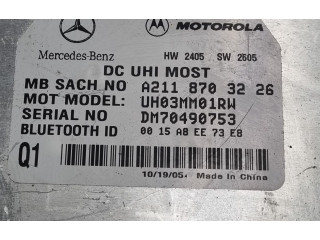 MOTOROLA
Mercedes-Benz HW 2405 SW 2605
DC UHI MOST
MB SACH NO A211 870 32 26
MOT MODEL: UH03MM01RW
SERIAL NO DM70490753
BLUETOOTH ID 00 15 A8 EE 73 E8
Q1
10/19/05 Made in China